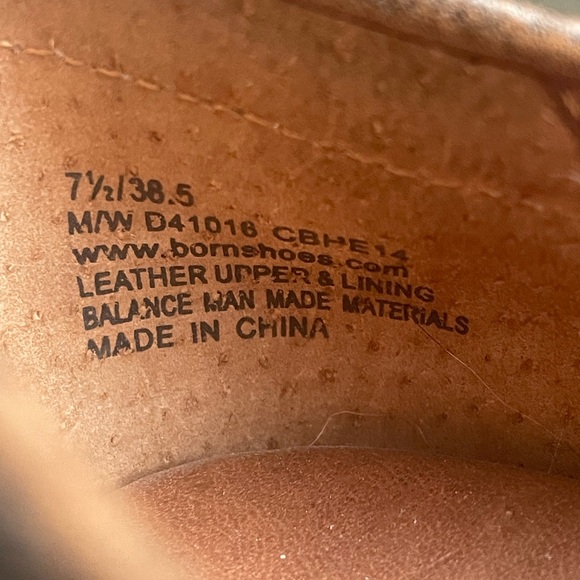 7½/38.5
M/W D41016 CBHE14
www.bornshoes.com
LEATHER UPPER & LINING
BALANCE MAN MADE MATERIALS
MADE IN CHINA